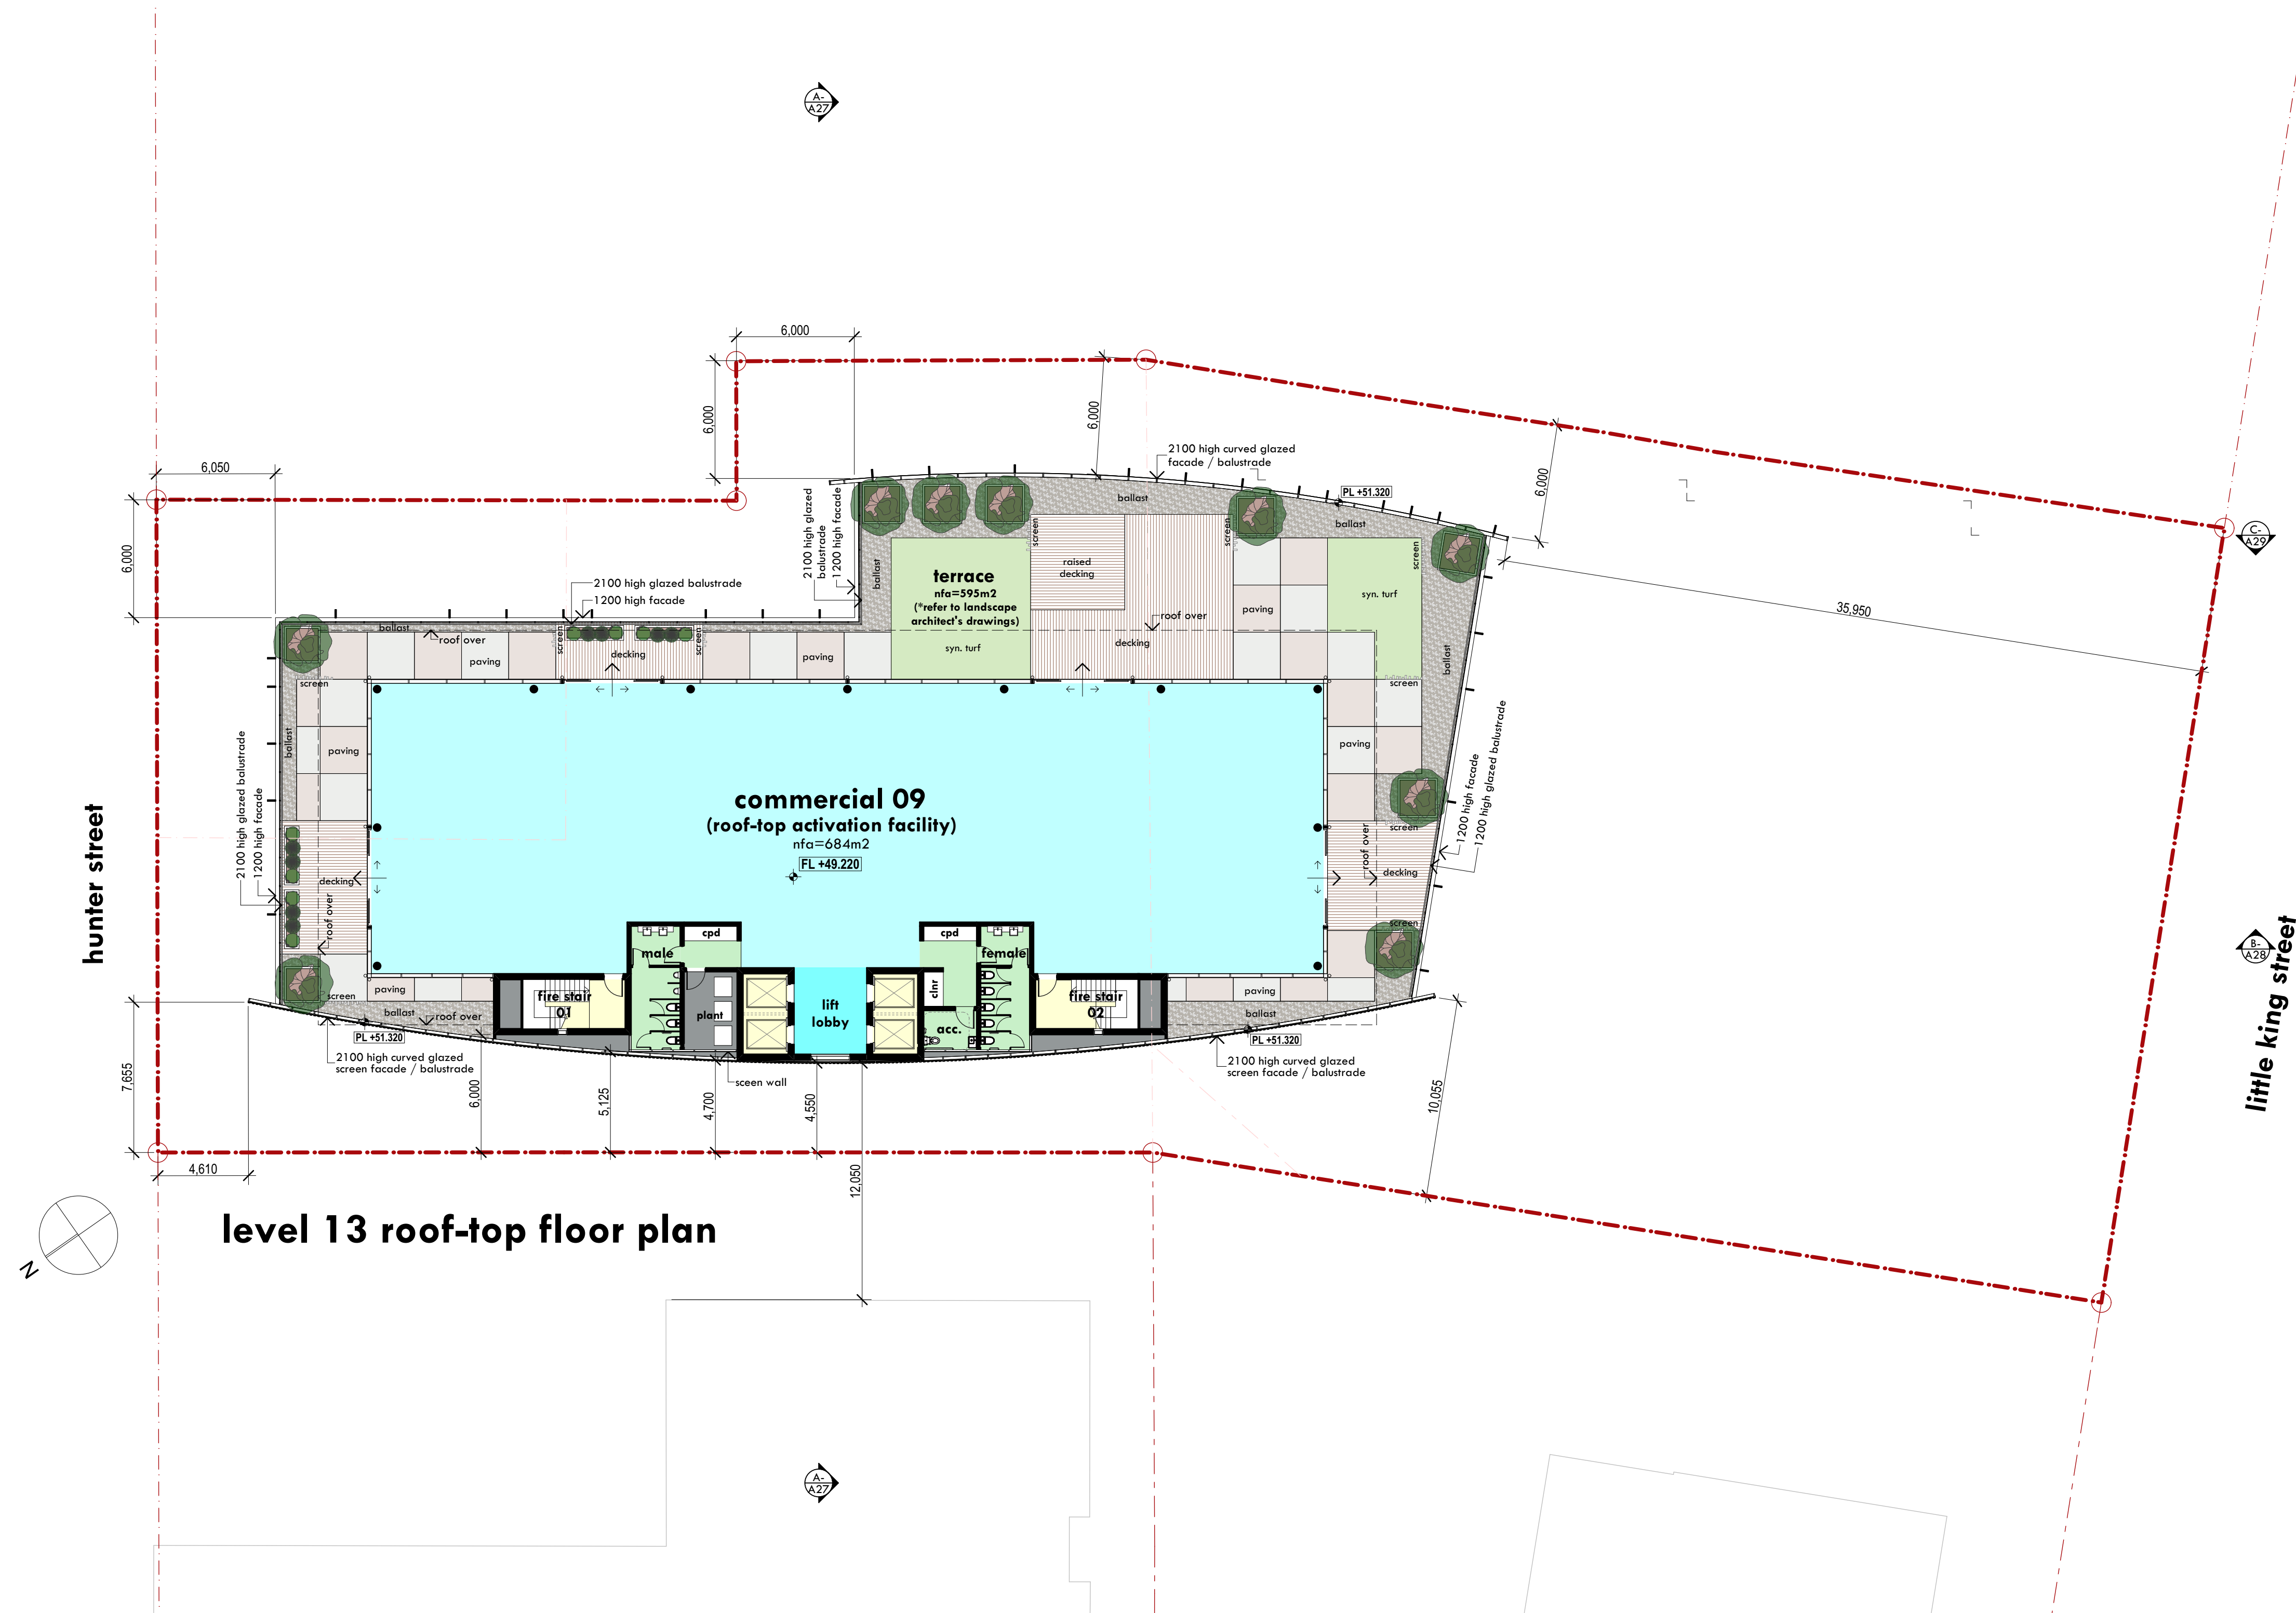 A-
A27
6,000
6,000
6,000
6,050
6,000
6,000
2100 high curved glazed
facade / balustrade
PL +51.320
ballast
ballast
C-
A29
35,950
2100 high glazed
balustrade
1200 high facade
ballast
screen
screen
screen
raised
decking
terrace
nfa=595m2
(*refer to landscape
architect's drawings)
syn. turf
syn. turf
paving
roof over
decking
2100 high glazed balustrade
1200 high facade
ballast
roof over
screen
screen
decking
paving
paving
screen
screen
ballast
ballast
paving
paving
2100 high glazed balustrade
1200 high facade
1200 high facade
1200 high glazed balustrade
hunter street
commercial 09
(roof-top activation facility)
nfa=684m2
FL +49.220
screen
roof over
decking
screen
decking
roof over
male
cpd
cpd
female
B-
A28
little king street
paving
screen
fire stair
01
plant
lift
lobby
clnr
acc.
fire stair
02
paving
ballast
roof over
ballast
PL +51.320
PL +51.320
2100 high curved glazed
screen facade / balustrade
2100 high curved glazed
screen facade / balustrade
sceen wall
7,655
6,000
5,125
4,700
4,550
10,055
4,610
12,050
N
level 13 roof-top floor plan
A-
A27